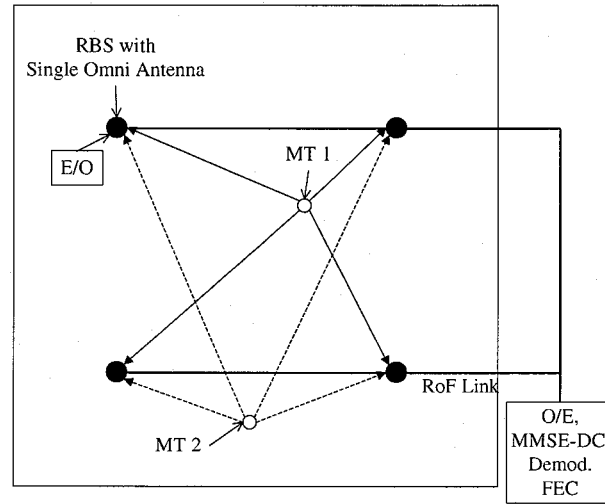 RBS with
Single Omni Antenna
E/O
MT 1
RoF Link
MT 2
O/E,
MMSE-DC
Demod.
FEC